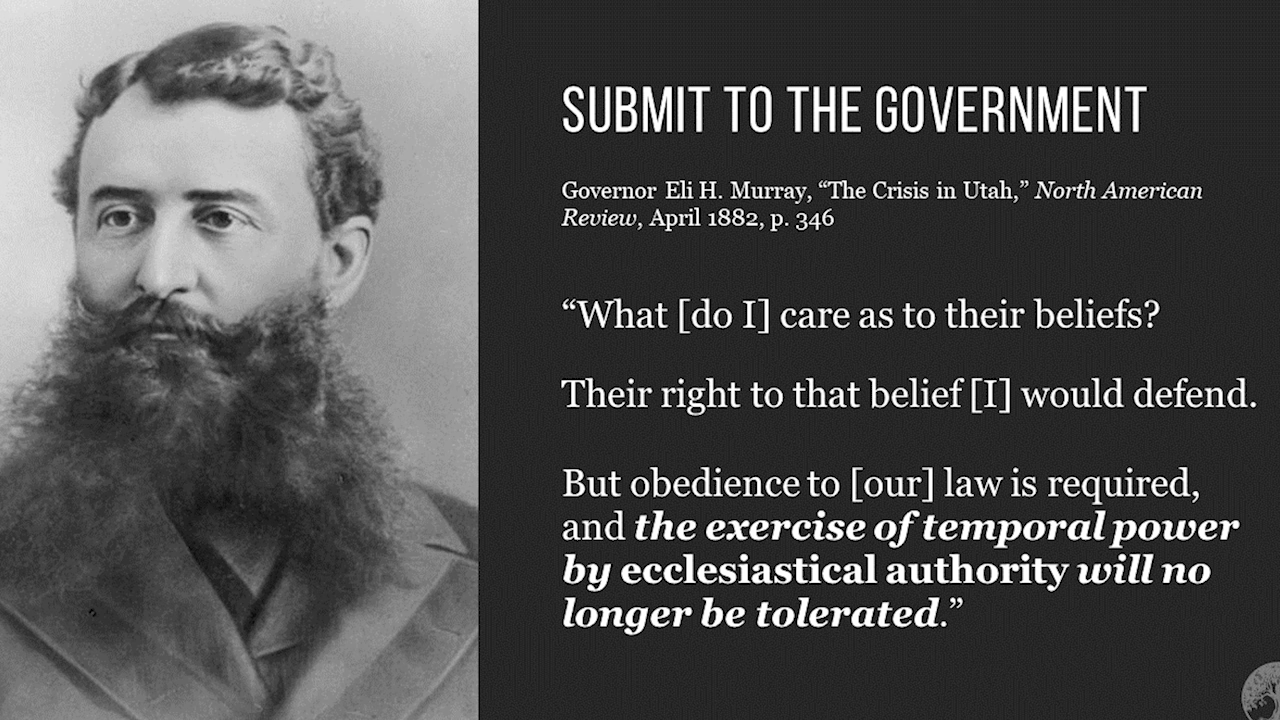 SUBMIT TO THE GOVERNMENT
Governor Eli H. Murray, “The Crisis in Utah,” North American
Review, April 1882, p. 346
“What [do I] care as to their beliefs?
Their right to that belief [I] would defend.
But obedience to [our] law is required,
and the exercise of temporal power
by ecclesiastical authority will no
longer be tolerated.”